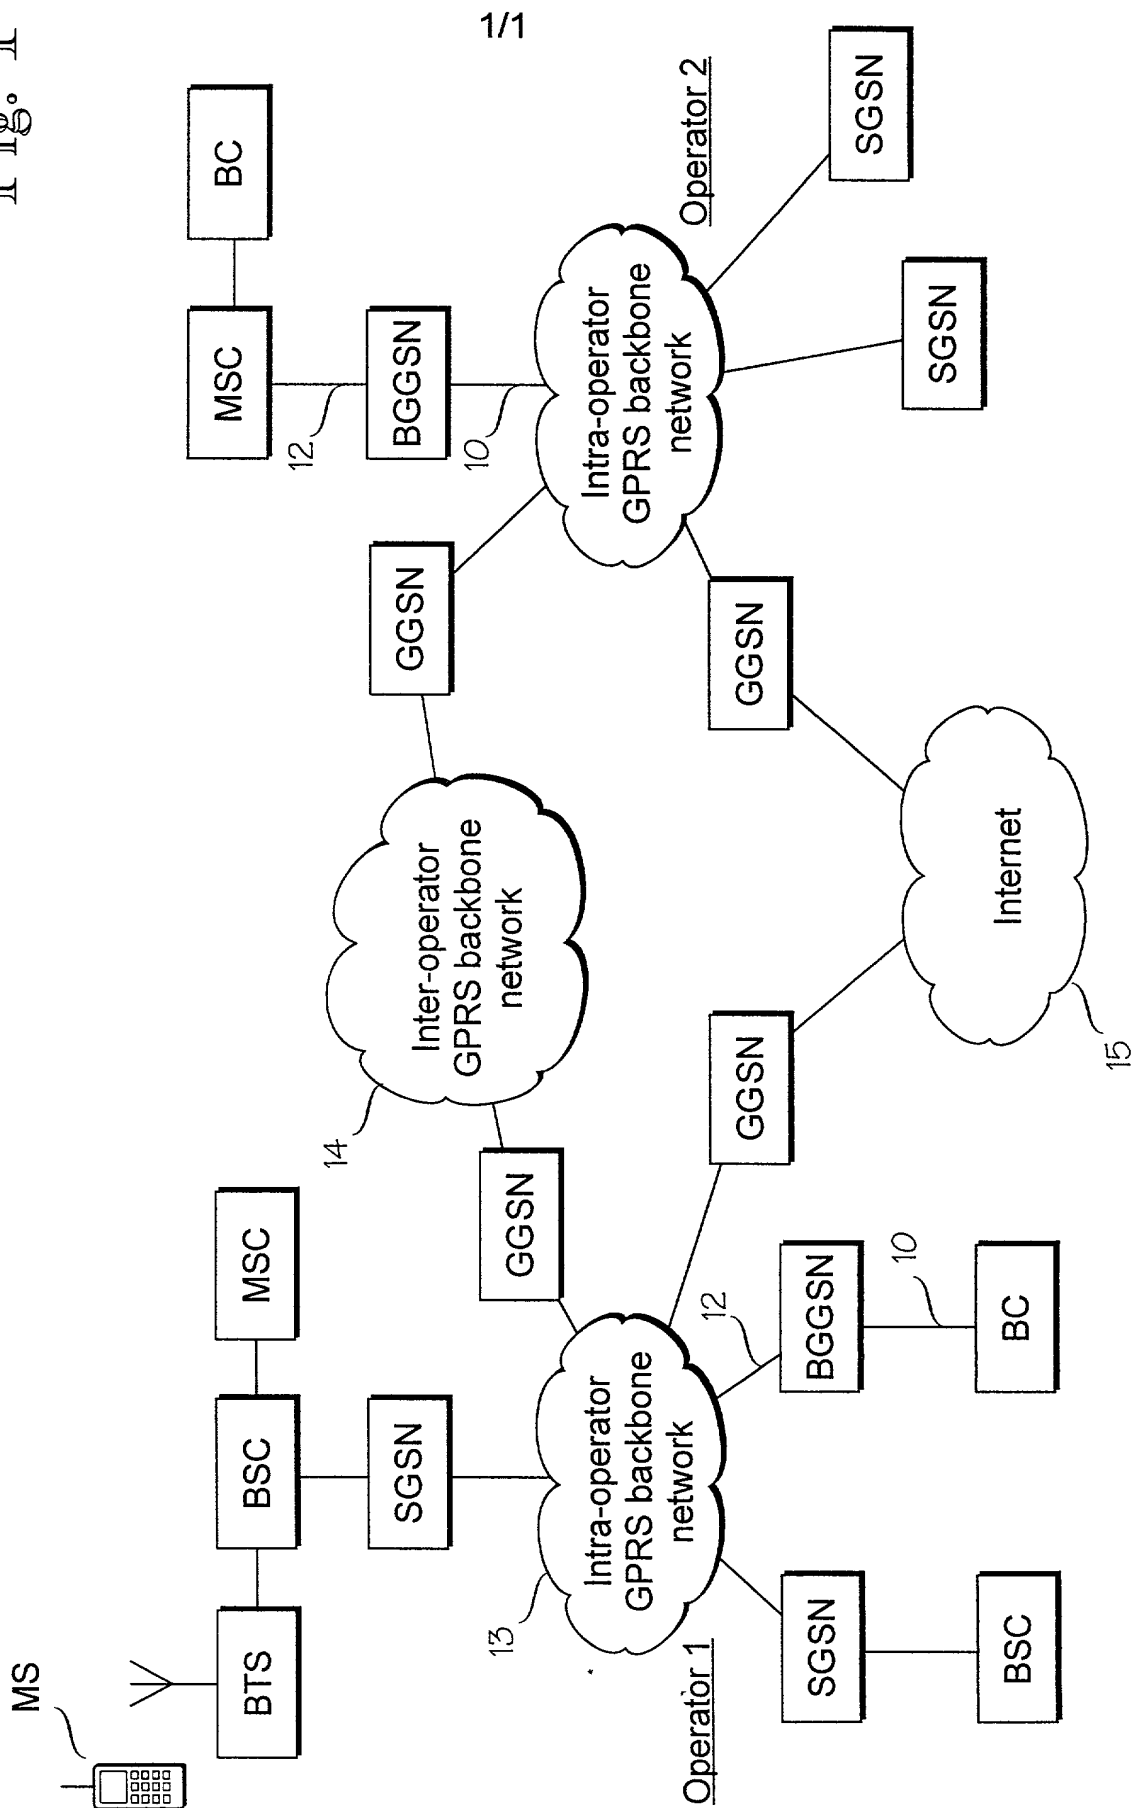 1/1
Fig. 1
MS
BTS
BSC
MSC
SGSN
14
Inter-operator
GPRS backbone
network
GGSN
GGSN
MSC
BC
12
BGGSN
10
13
Intra-operator
GPRS backbone
network
Operator 1
Intra-operator
GPRS backbone
network
Operator 2
SGSN
BSC
12
BGGSN
10
BC
GGSN
Internet
15
GGSN
SGSN
SGSN